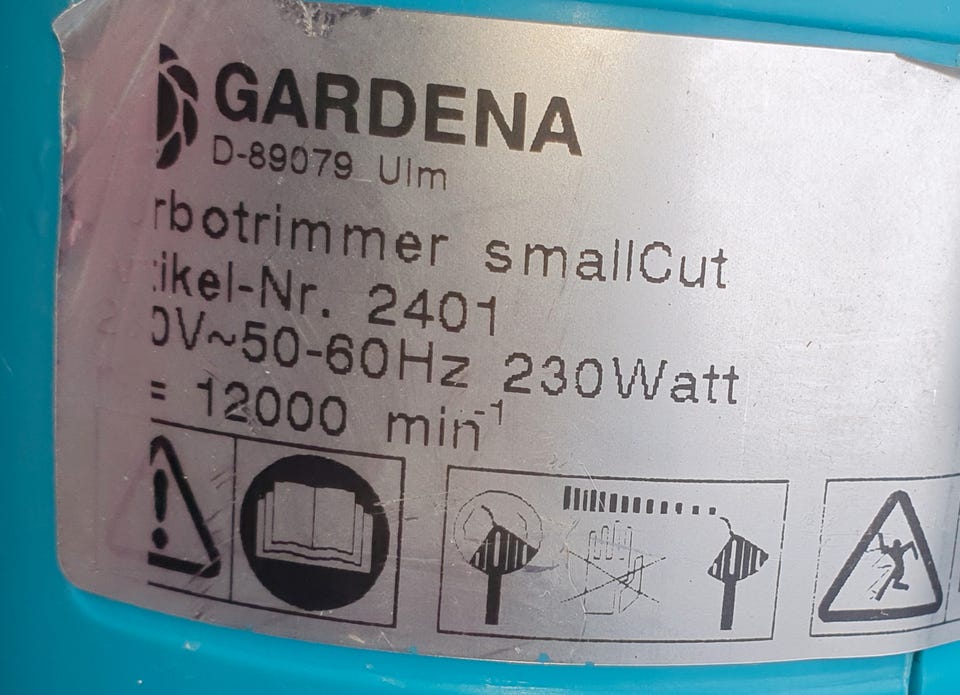 GARDENA
D-89079 Ulm
rbotrimmer smallCut
ikel-Nr. 2401
0V~50-60Hz 230Watt
= 12000 min⁻¹